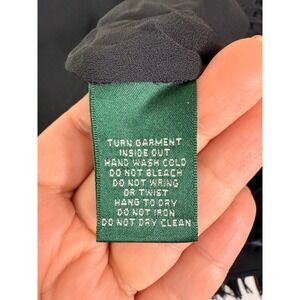 TURN GARMENT
INSIDE OUT
HAND WASH COLD
DO NOT BLEACH
DO NOT WRING
OR TWIST
HANG TO DRY
DO NOT IRON
DO NOT DRY CLEAN